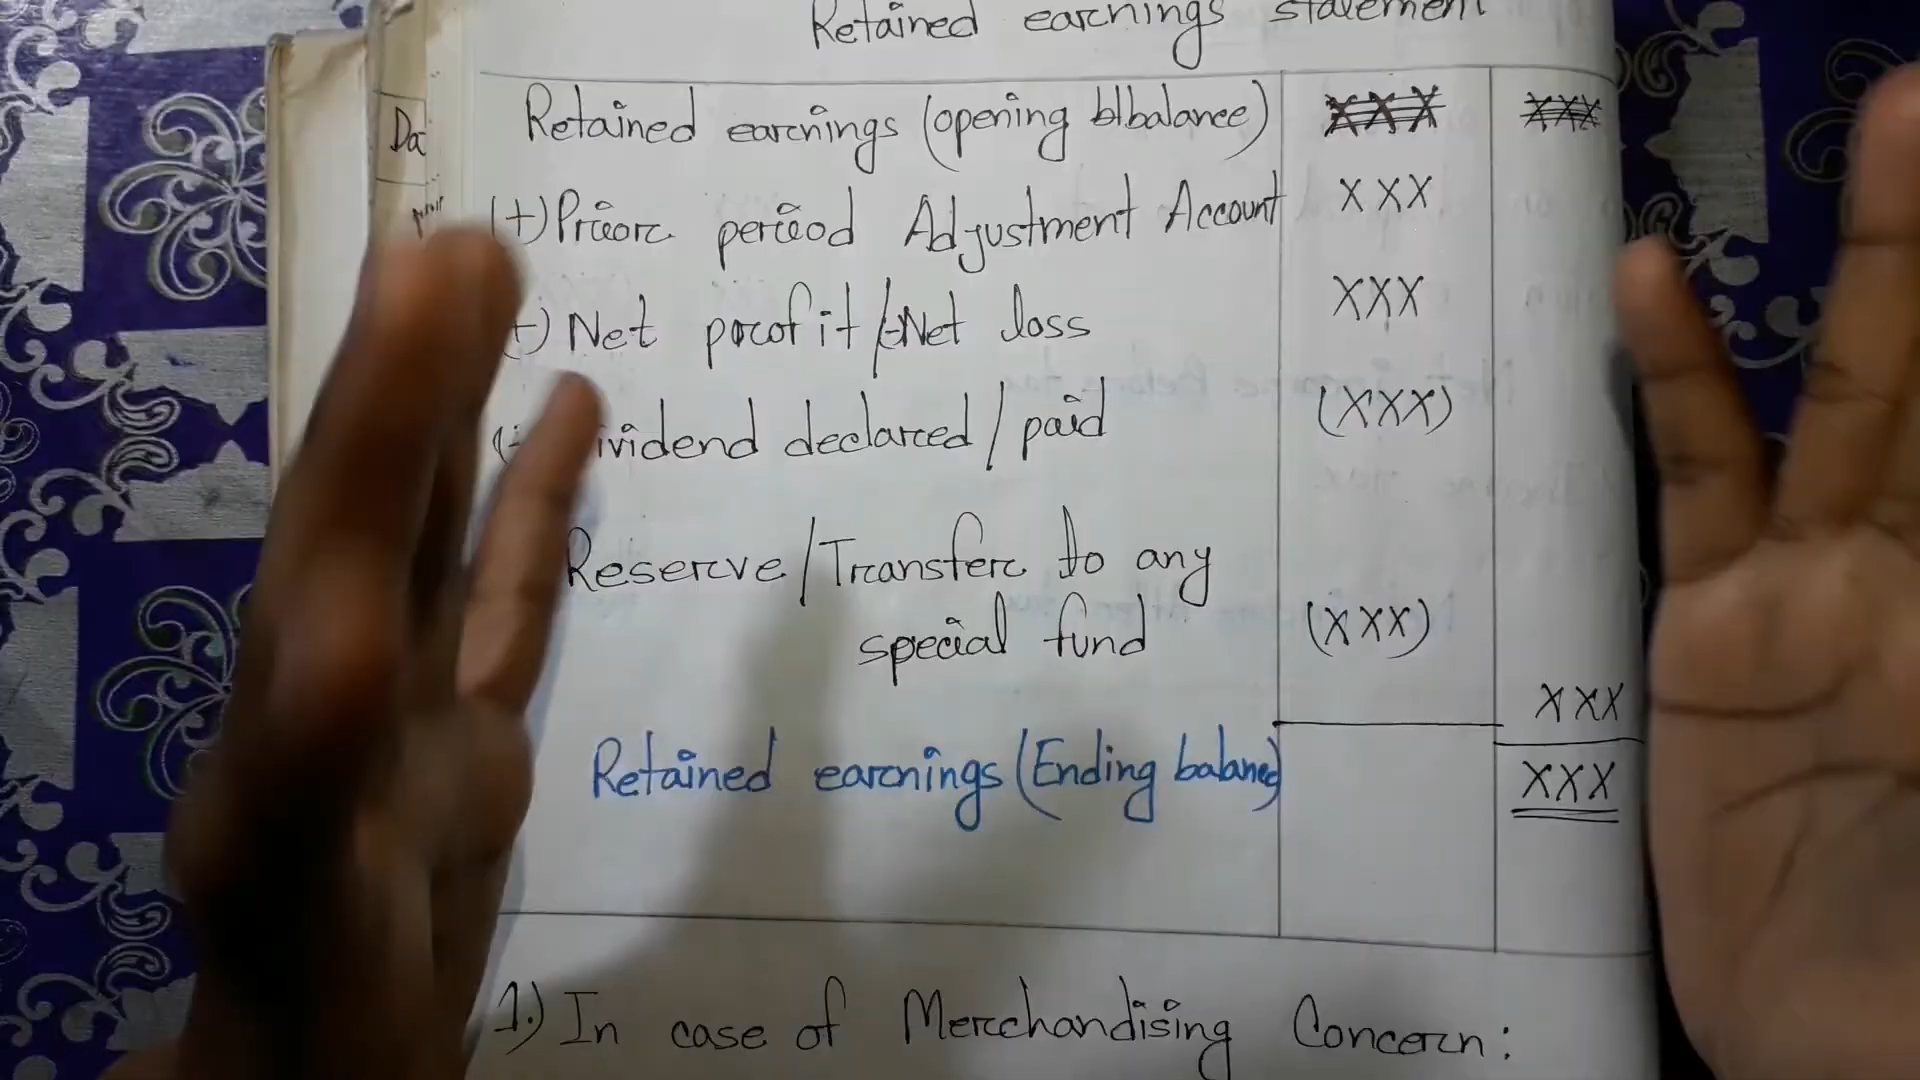 Retained earnings statement
Da
Retained earnings (opening blbalance) XXX XXX
(+) Prior period Adjustment Account XXX
(+) Net profit/(-)Net loss XXX
ividend declared/paid (XXX)
Reserve/Transfer to any
special fund (XXX)
XXX
Retained earnings (Ending balance) XXX
1.) In case of Merchandising Concern: